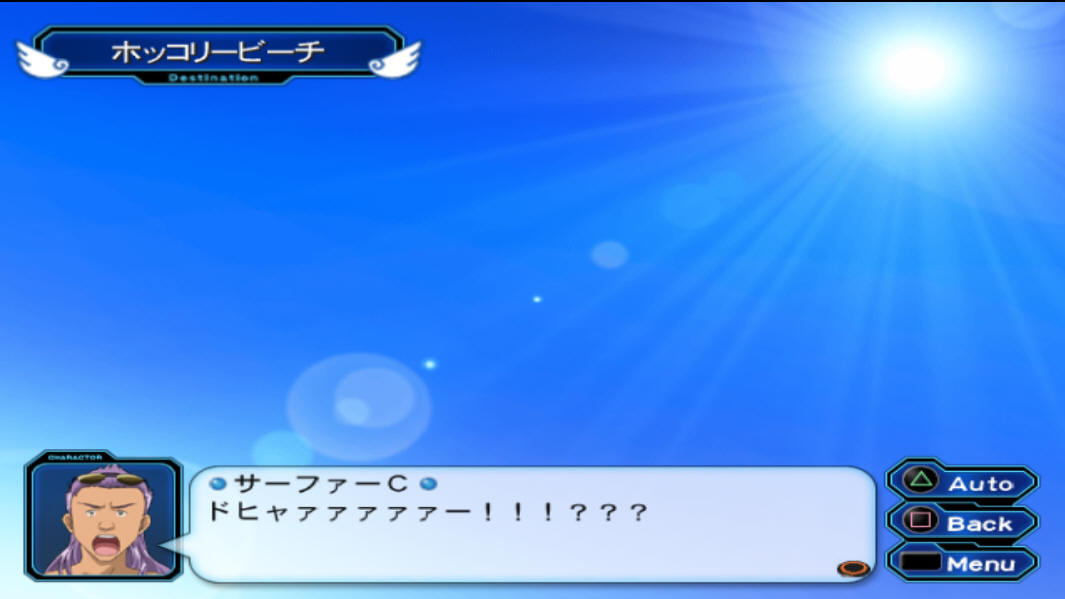 ホッコリービーチ
Destination
CHARACTOR
サーファーC
ドヒャァァァァァー！！！？？？
Auto
Back
Menu